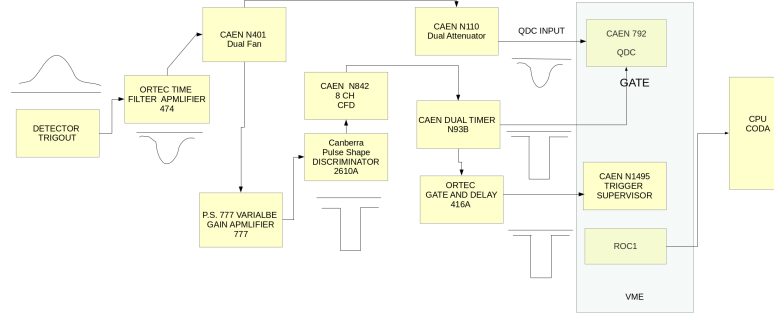 CAEN N401
Dual Fan
CAEN N110
Dual Attenuator
QDC INPUT
CAEN 792
QDC
GATE
ORTEC TIME
FILTER APMLIFIER
474
DETECTOR
TRIGOUT
CAEN N842
8 CH
CFD
Canberra
Pulse Shape
DISCRIMINATOR
2610A
CAEN DUAL TIMER
N93B
CPU
CODA
P.S. 777 VARIALBE
GAIN APMLIFIER
777
ORTEC
GATE AND DELAY
416A
CAEN N1495
TRIGGER
SUPERVISOR
ROC1
VME